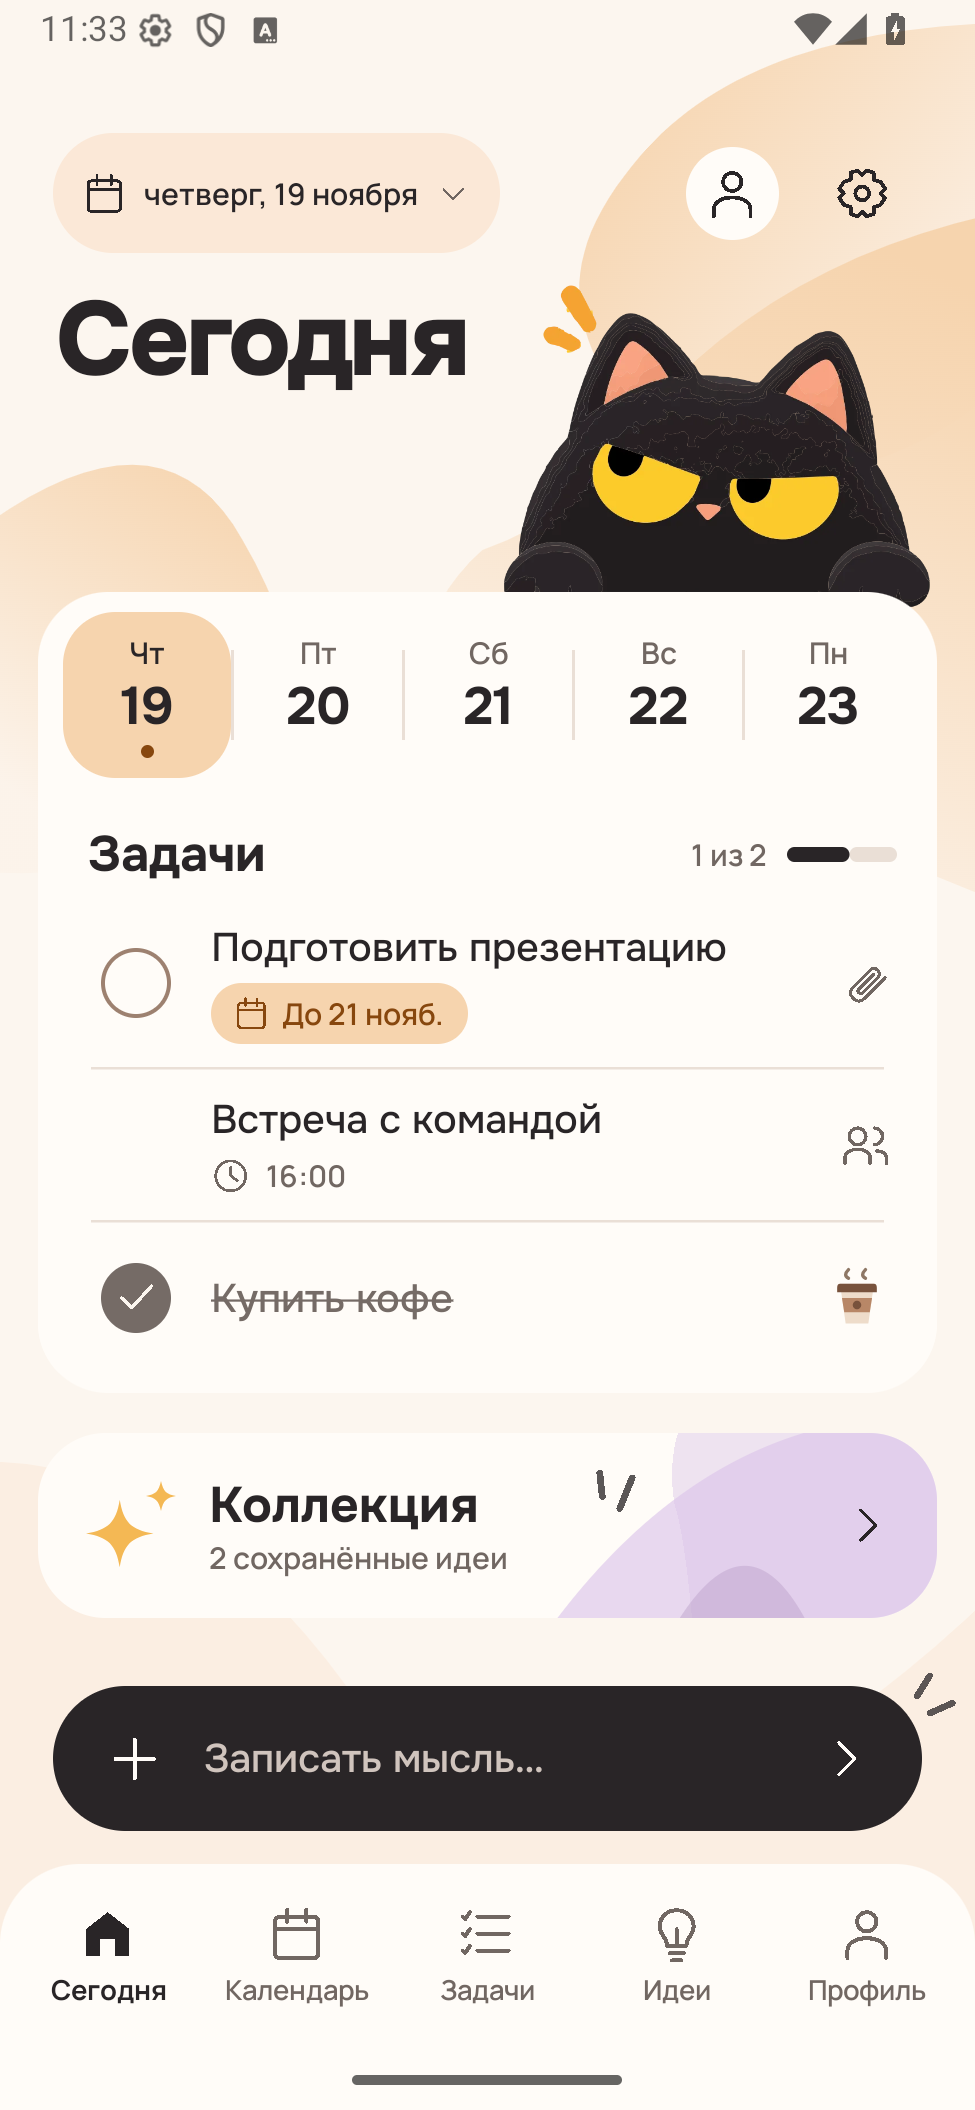 11:33
четверг, 19 ноября
Сегодня
Чт Пт Сб Вс Пн
19 20 21 22 23
Задачи 1 из 2
Подготовить презентацию
До 21 нояб.
Встреча с командой
16:00
Купить кофе
Коллекция
2 сохранённые идеи
Записать мысль...
Сегодня Календарь Задачи Идеи Профиль